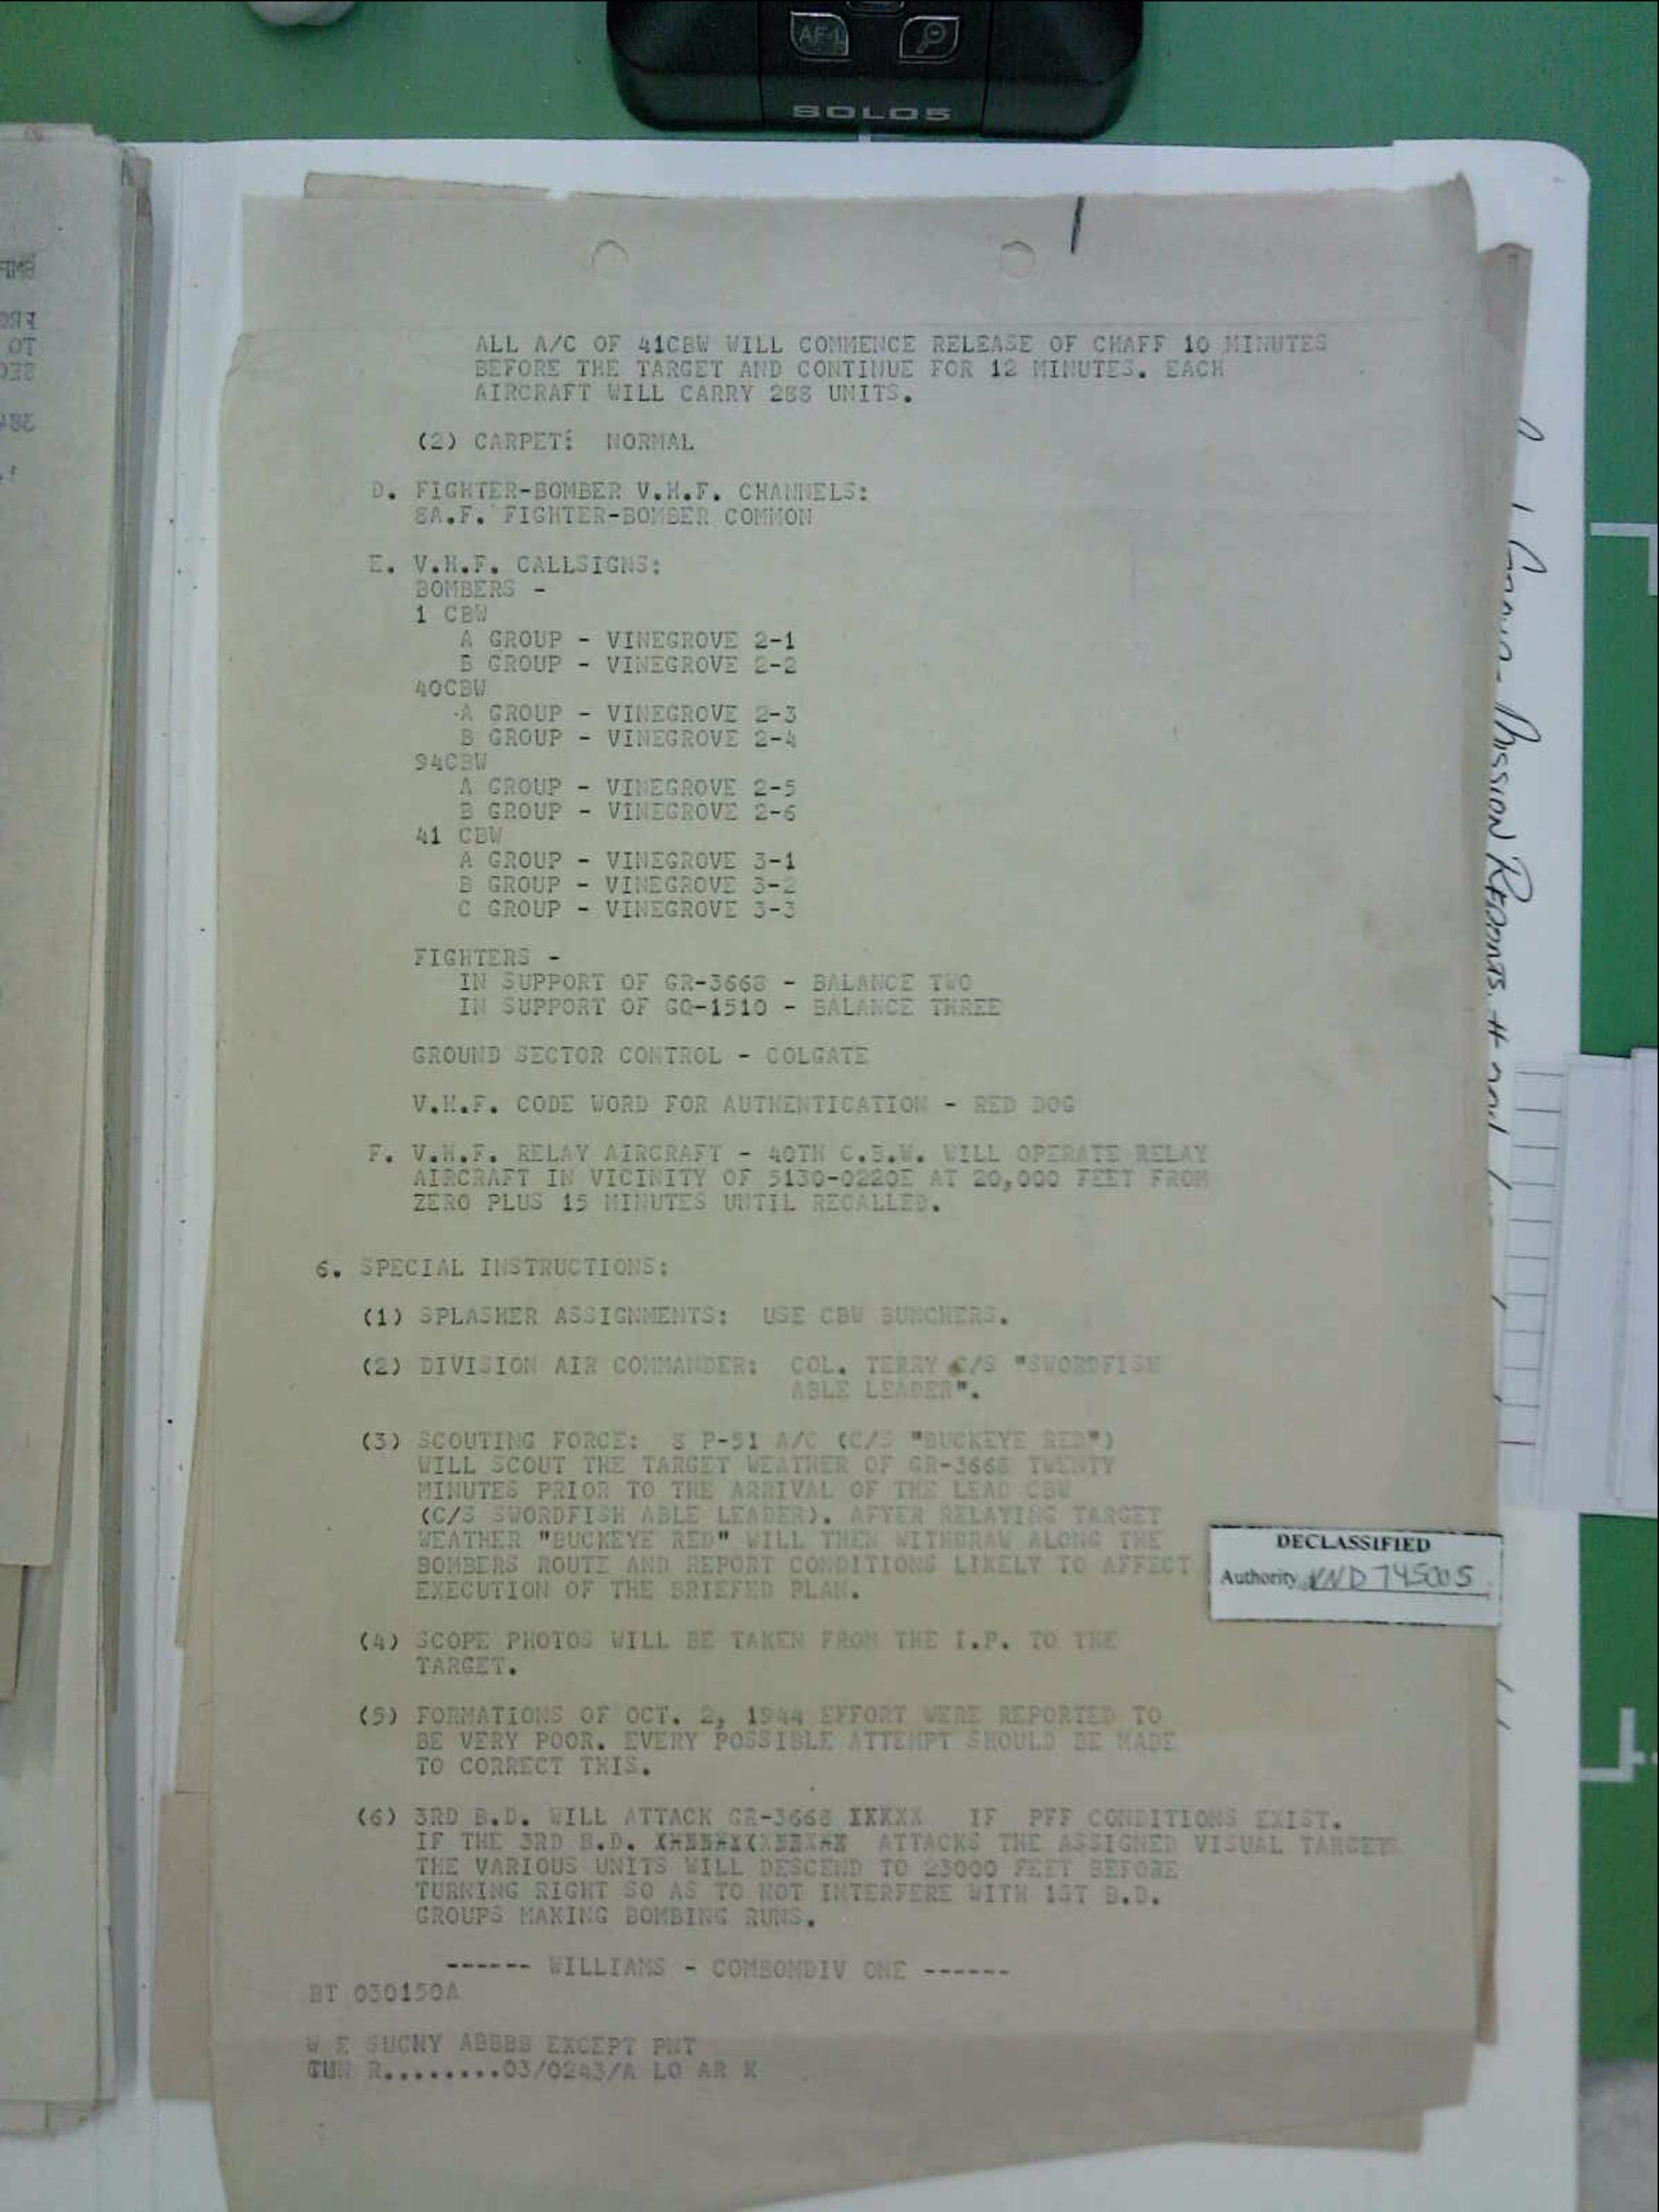 AF-L
SOLO5
ALL A/C OF 41CBW WILL COMMENCE RELEASE OF CHAFF 10 MINUTES
BEFORE THE TARGET AND CONTINUE FOR 12 MINUTES. EACH
AIRCRAFT WILL CARRY 288 UNITS.
(2) CARPET: NORMAL
D. FIGHTER-BOMBER V.H.F. CHANNELS:
8A.F. FIGHTER-BOMBER COMMON
E. V.H.F. CALLSIGNS:
BOMBERS -
1 CBW
A GROUP - VINEGROVE 2-1
B GROUP - VINEGROVE 2-2
40CBW
A GROUP - VINEGROVE 2-3
B GROUP - VINEGROVE 2-4
94CBW
A GROUP - VINEGROVE 2-5
B GROUP - VINEGROVE 2-6
41 CBW
A GROUP - VINEGROVE 3-1
B GROUP - VINEGROVE 3-2
C GROUP - VINEGROVE 3-3
FIGHTERS -
IN SUPPORT OF GR-3668 - BALANCE TWO
IN SUPPORT OF GQ-1510 - BALANCE THREE
GROUND SECTOR CONTROL - COLGATE
V.H.F. CODE WORD FOR AUTHENTICATION - RED DOG
F. V.H.F. RELAY AIRCRAFT - 40TH C.B.W. WILL OPERATE RELAY
AIRCRAFT IN VICINITY OF 5130-0220E AT 20,000 FEET FROM
ZERO PLUS 15 MINUTES UNTIL RECALLED.
6. SPECIAL INSTRUCTIONS:
(1) SPLASHER ASSIGNMENTS: USE CBW BUNCHERS.
(2) DIVISION AIR COMMANDER: COL. TERRY C/S "SWORDFISH
ABLE LEADER".
(3) SCOUTING FORCE: 8 P-51 A/C (C/S "BUCKEYE RED")
WILL SCOUT THE TARGET WEATHER OF GR-3668 TWENTY
MINUTES PRIOR TO THE ARRIVAL OF THE LEAD CBW
(C/S SWORDFISH ABLE LEADER). AFTER RELAYING TARGET
WEATHER "BUCKEYE RED" WILL THEN WITHDRAW ALONG THE
BOMBERS ROUTE AND REPORT CONDITIONS LIKELY TO AFFECT
EXECUTION OF THE BRIEFED PLAN.
(4) SCOPE PHOTOS WILL BE TAKEN FROM THE I.P. TO THE
TARGET.
(5) FORMATIONS OF OCT. 2, 1944 EFFORT WERE REPORTED TO
BE VERY POOR. EVERY POSSIBLE ATTEMPT SHOULD BE MADE
TO CORRECT THIS.
(6) 3RD B.D. WILL ATTACK GR-3668 IXXXX IF PFF CONDITIONS EXIST.
IF THE 3RD B.D. ATTACKS THE ASSIGNED VISUAL TARGETS
THE VARIOUS UNITS WILL DESCEND TO 23000 FEET BEFORE
TURNING RIGHT SO AS TO NOT INTERFERE WITH 1ST B.D.
GROUPS MAKING BOMBING RUNS.
------ WILLIAMS - COMBOMDIV ONE ------
BT 030150A
W E SUCNY ABBBB EXCEPT PNT
R.........03/0243/A LO AR K
DECLASSIFIED
Authority NND 745005
Mission Reports